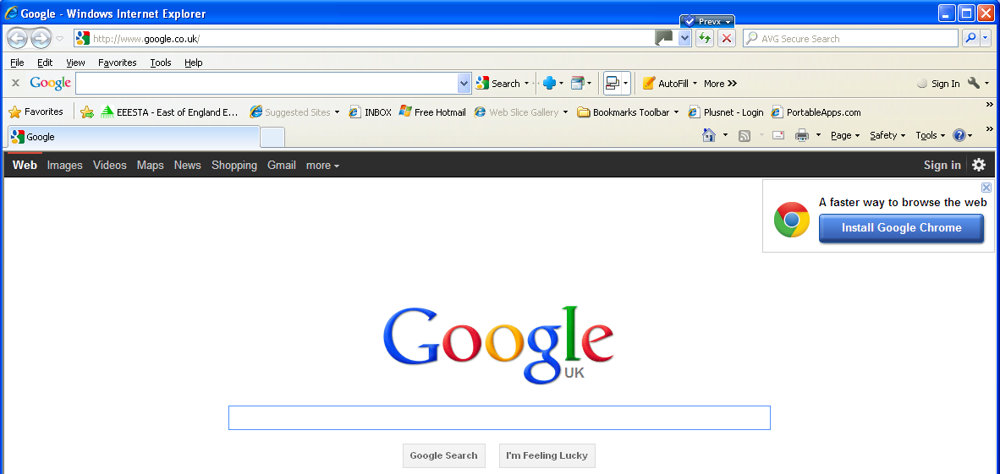 Google - Windows Internet Explorer
Prevx
http://www.google.co.uk/
AVG Secure Search
File Edit View Favorites Tools Help
x Google Search AutoFill More Sign In
Favorites EEESTA - East of England E... Suggested Sites INBOX Free Hotmail Web Slice Gallery Bookmarks Toolbar Plusnet - Login PortableApps.com
Google Page Safety Tools
Web Images Videos Maps News Shopping Gmail more Sign in
A faster way to browse the web
Install Google Chrome
Google
UK
Google Search I'm Feeling Lucky